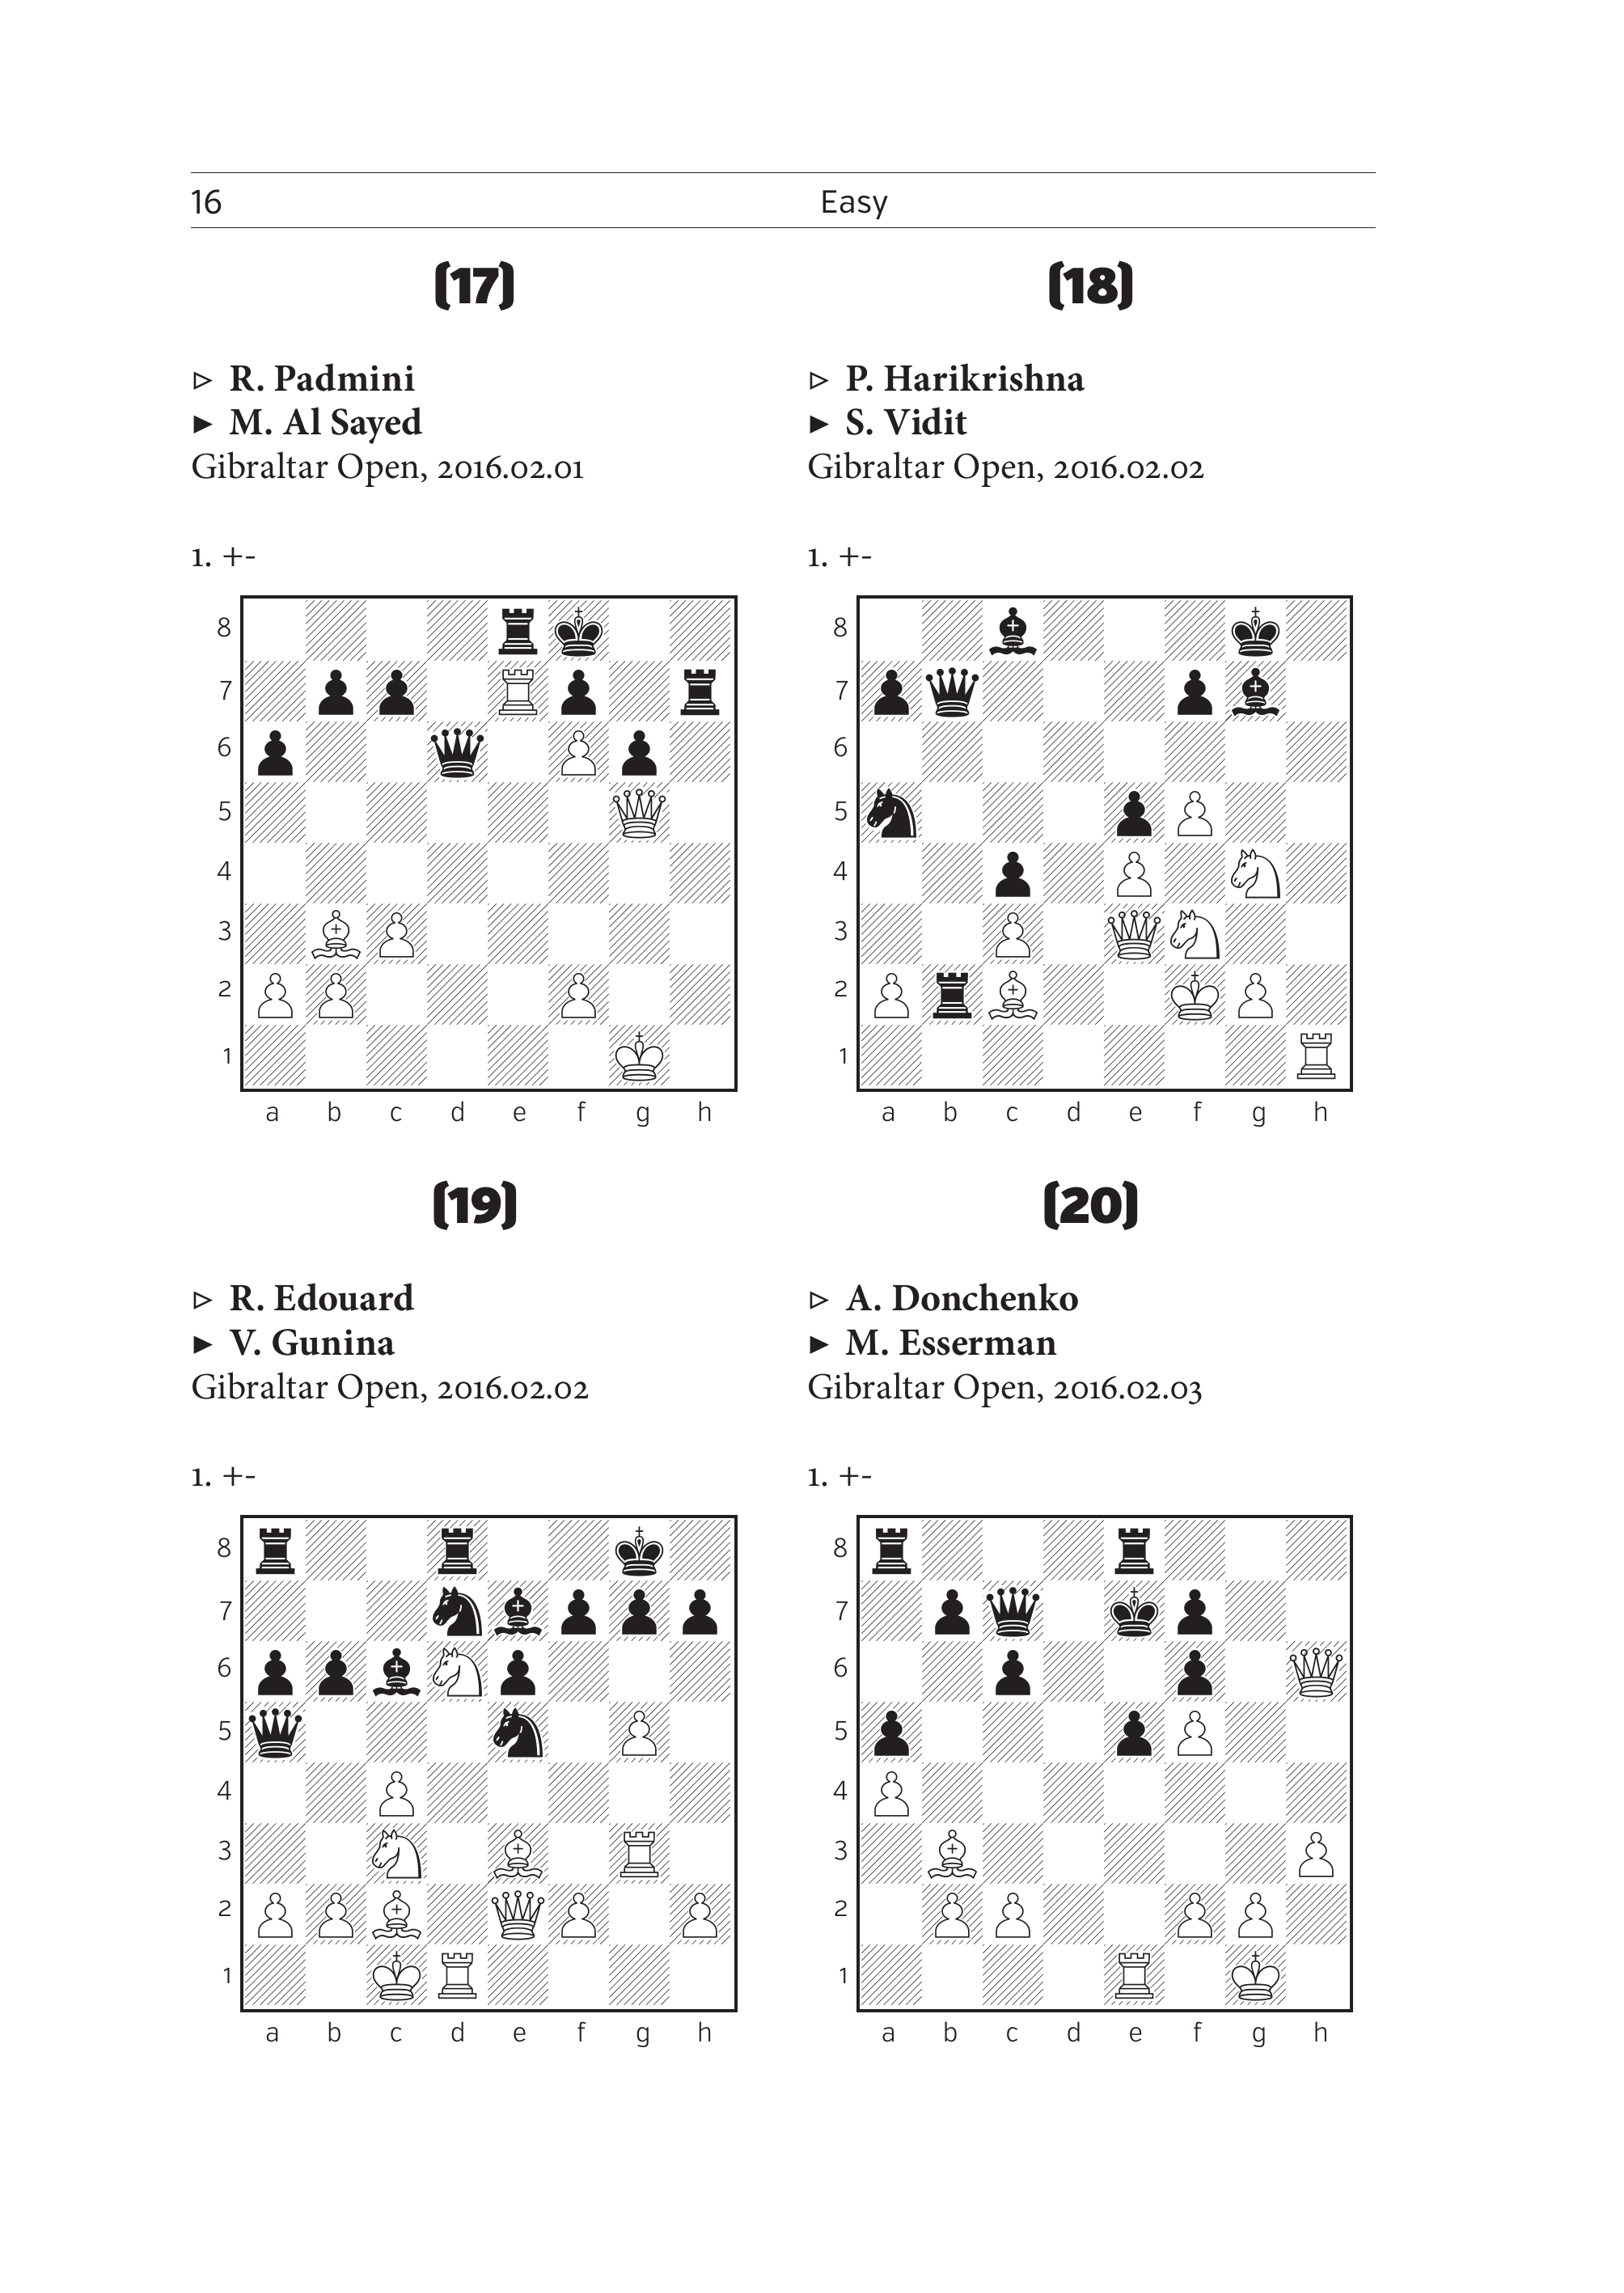 16 Easy
(17)
▷ R. Padmini
► M. Al Sayed
Gibraltar Open, 2016.02.01
1. +-
8
7
6
5
4
3
2
1
a b c d e f g h
(18)
▷ P. Harikrishna
► S. Vidit
Gibraltar Open, 2016.02.02
1. +-
8
7
6
5
4
3
2
1
a b c d e f g h
(19)
▷ R. Edouard
► V. Gunina
Gibraltar Open, 2016.02.02
1. +-
8
7
6
5
4
3
2
1
a b c d e f g h
(20)
▷ A. Donchenko
► M. Esserman
Gibraltar Open, 2016.02.03
1. +-
8
7
6
5
4
3
2
1
a b c d e f g h